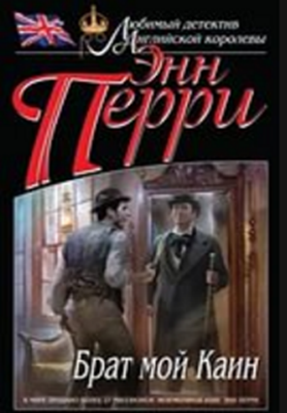 Любимый детектив
Английской королевы
Энн
Перри
Брат мой Каин